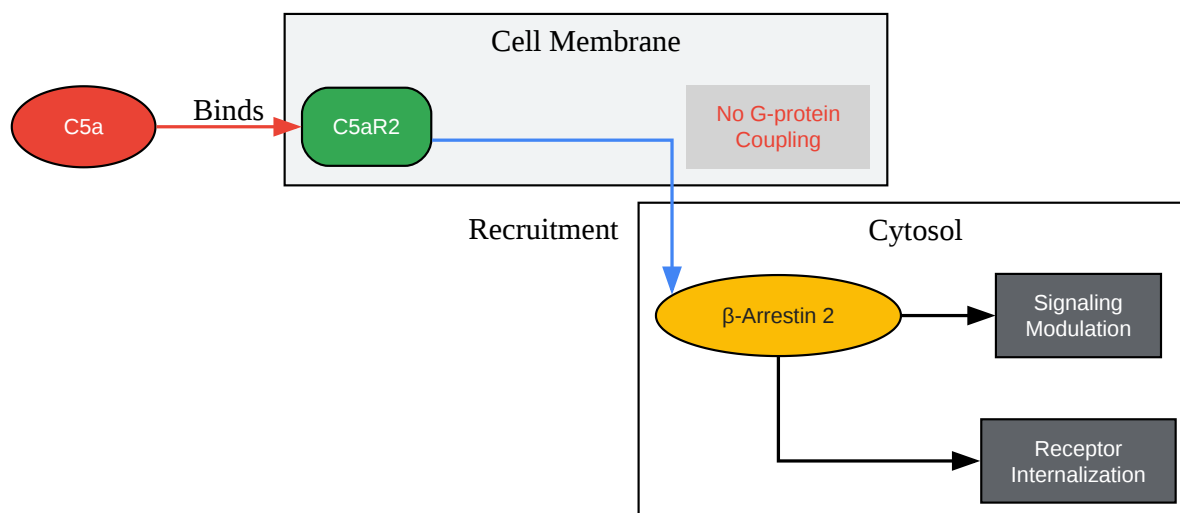 Cell Membrane
C5a
Binds
C5aR2
No G-protein
Coupling
Recruitment
Cytosol
β-Arrestin 2
Signaling
Modulation
Receptor
Internalization